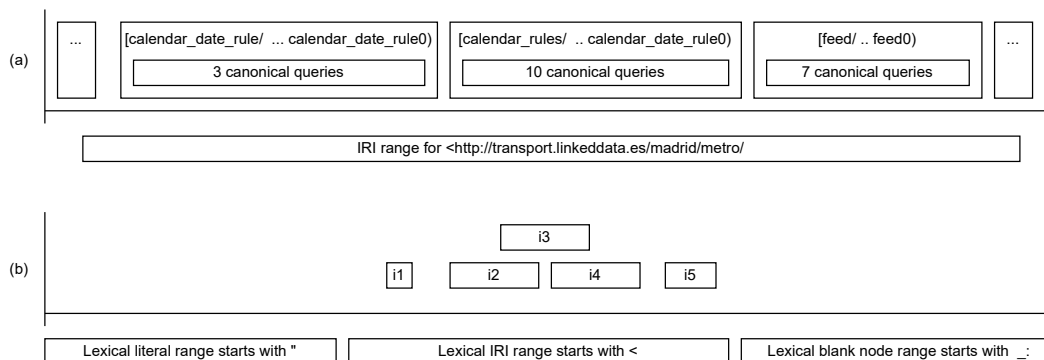 (a)
...
[calendar_date_rule/ ... calendar_date_rule0)
3 canonical queries
[calendar_rules/ .. calendar_date_rule0)
10 canonical queries
[feed/ .. feed0)
7 canonical queries
...
IRI range for <http://transport.linkeddata.es/madrid/metro/
(b)
i3
i1
i2
i4
i5
Lexical literal range starts with "
Lexical IRI range starts with <
Lexical blank node range starts with _: